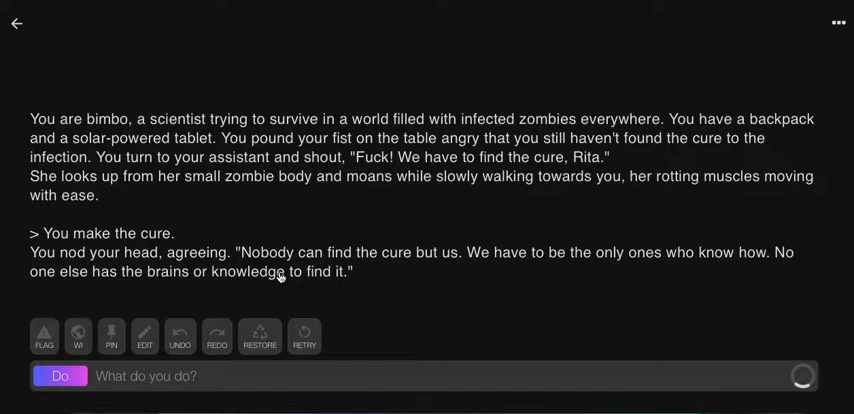 You are bimbo, a scientist trying to survive in a world filled with infected zombies everywhere. You have a backpack
and a solar-powered tablet. You pound your fist on the table angry that you still haven't found the cure to the
infection. You turn to your assistant and shout, "Fuck! We have to find the cure, Rita."
She looks up from her small zombie body and moans while slowly walking towards you, her rotting muscles moving
with ease.
> You make the cure.
You nod your head, agreeing. "Nobody can find the cure but us. We have to be the only ones who know how. No
one else has the brains or knowledge to find it."
FLAG WI PIN EDIT UNDO REDO RESTORE RETRY
Do What do you do?